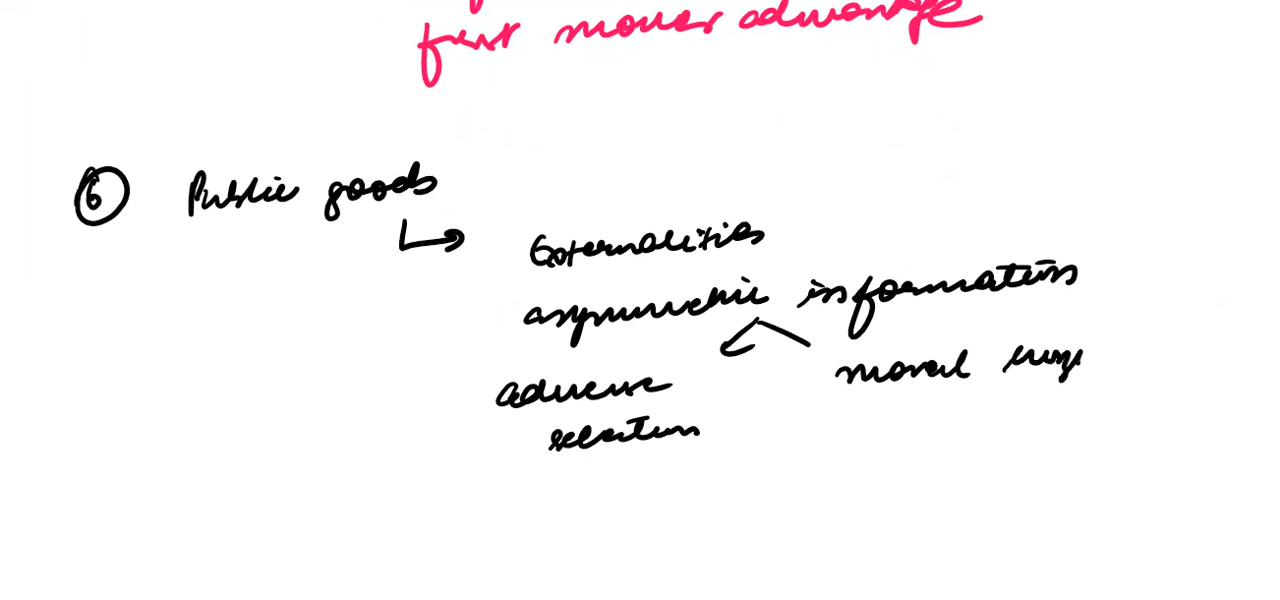 first mover advantage
6 Public goods
Externalities
asymmetric information
adverse moral
selection